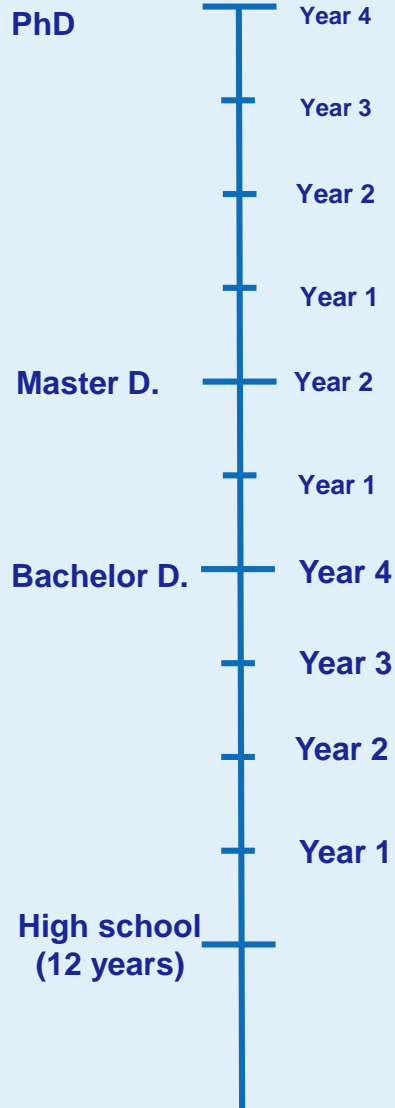 PhD
Year 4
Year 3
Year 2
Year 1
Master D.
Year 2
Year 1
Bachelor D.
Year 4
Year 3
Year 2
Year 1
High school
(12 years)